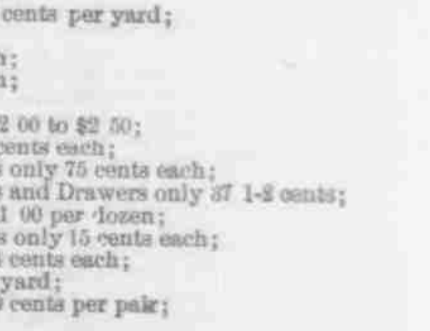 cents per yard;
;
;
2 00 to $2 50;
cents each;
s only 75 cents each;
s and Drawers only 37 1-2 cents;
1 00 per dozen;
s only 15 cents each;
cents each;
yard;
cents per pair;